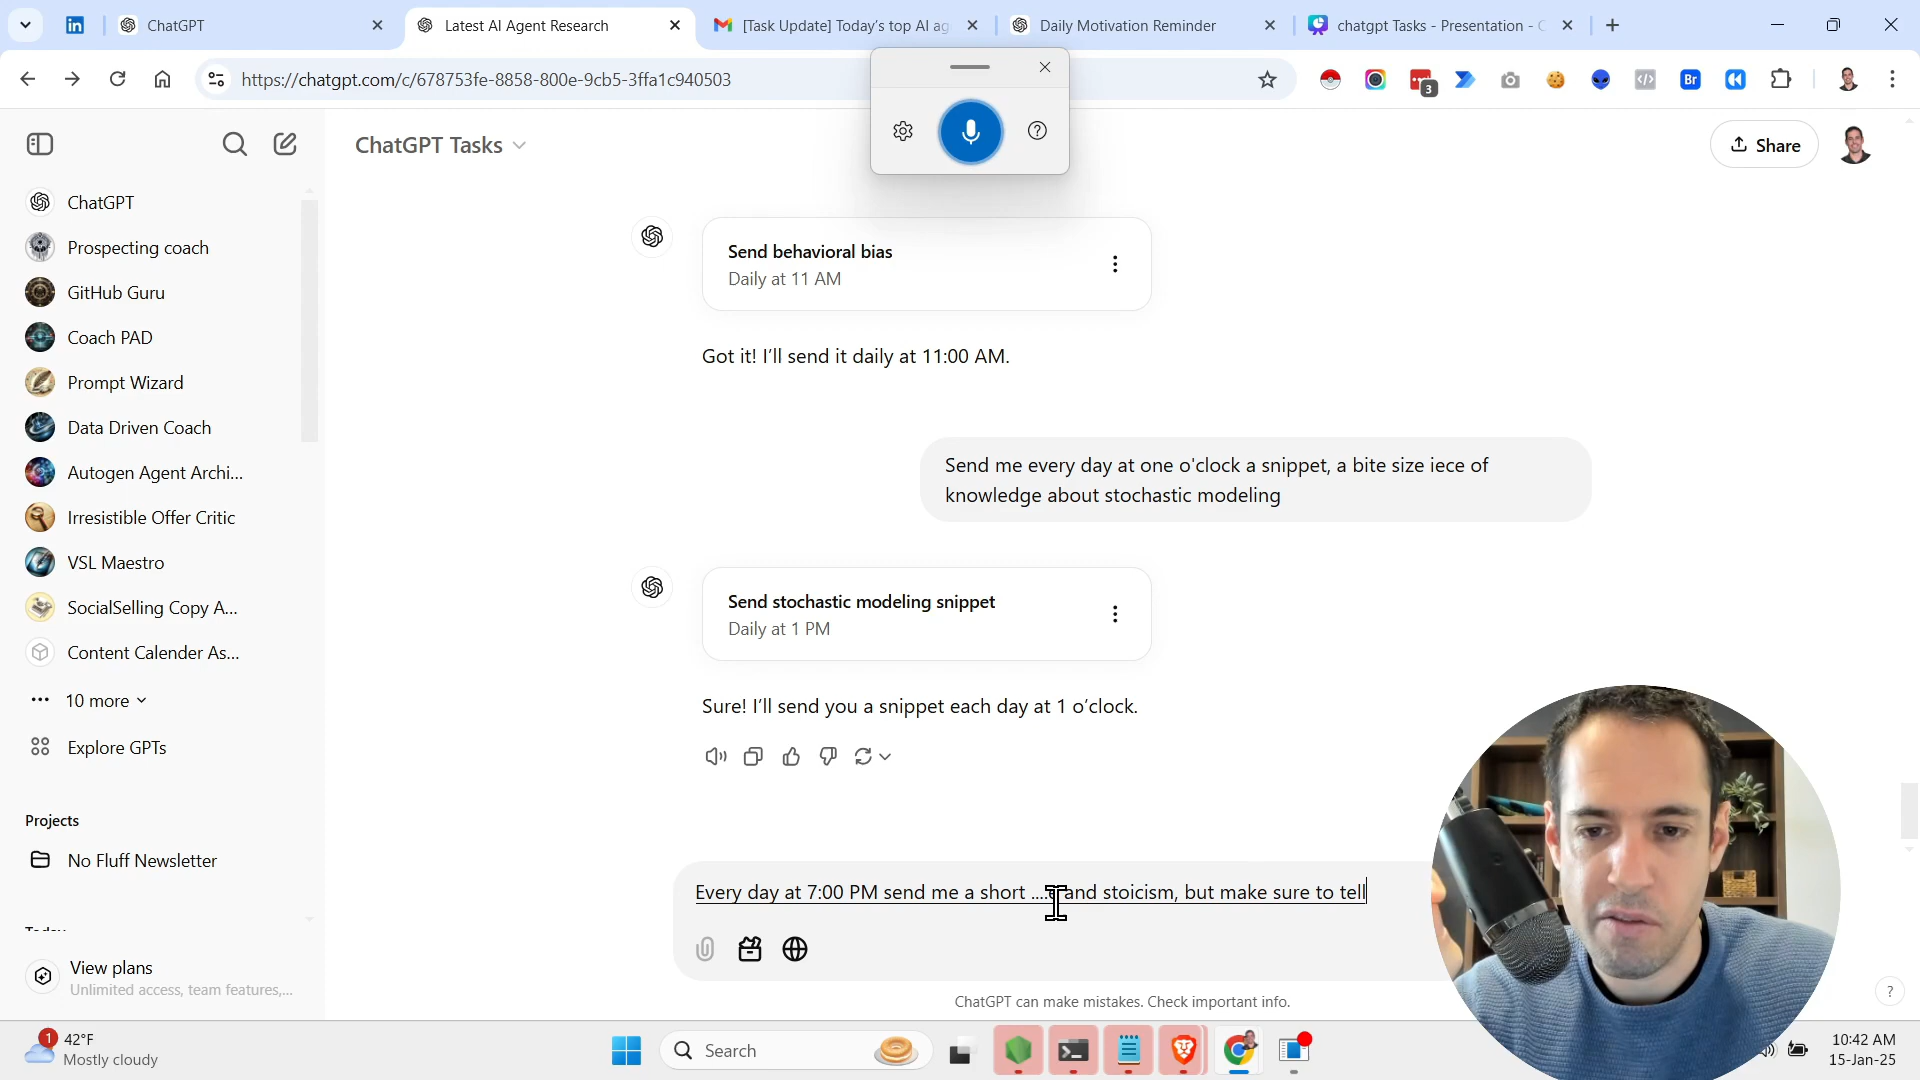 ChatGPT
Latest AI Agent Research
[Task Update] Today's top AI ag
Daily Motivation Reminder
chatgpt Tasks - Presentation - C
https://chatgpt.com/c/678753fe-8858-800e-9cb5-3ffa1c940503
3
Br
ChatGPT Tasks
Share
ChatGPT
Prospecting coach
GitHub Guru
Coach PAD
Prompt Wizard
Data Driven Coach
Autogen Agent Archi...
Irresistible Offer Critic
VSL Maestro
SocialSelling Copy A...
Content Calender As...
10 more
Explore GPTs
Projects
No Fluff Newsletter
View plans
Unlimited access, team features,...
Send behavioral bias
Daily at 11 AM
Got it! I'll send it daily at 11:00 AM.
Send me every day at one o'clock a snippet, a bite size iece of
knowledge about stochastic modeling
Send stochastic modeling snippet
Daily at 1 PM
Sure! I'll send you a snippet each day at 1 o'clock.
Every day at 7:00 PM send me a short .... and stoicism, but make sure to tell
ChatGPT can make mistakes. Check important info.
?
1
42°F
Mostly cloudy
Search
10:42 AM
15-Jan-25